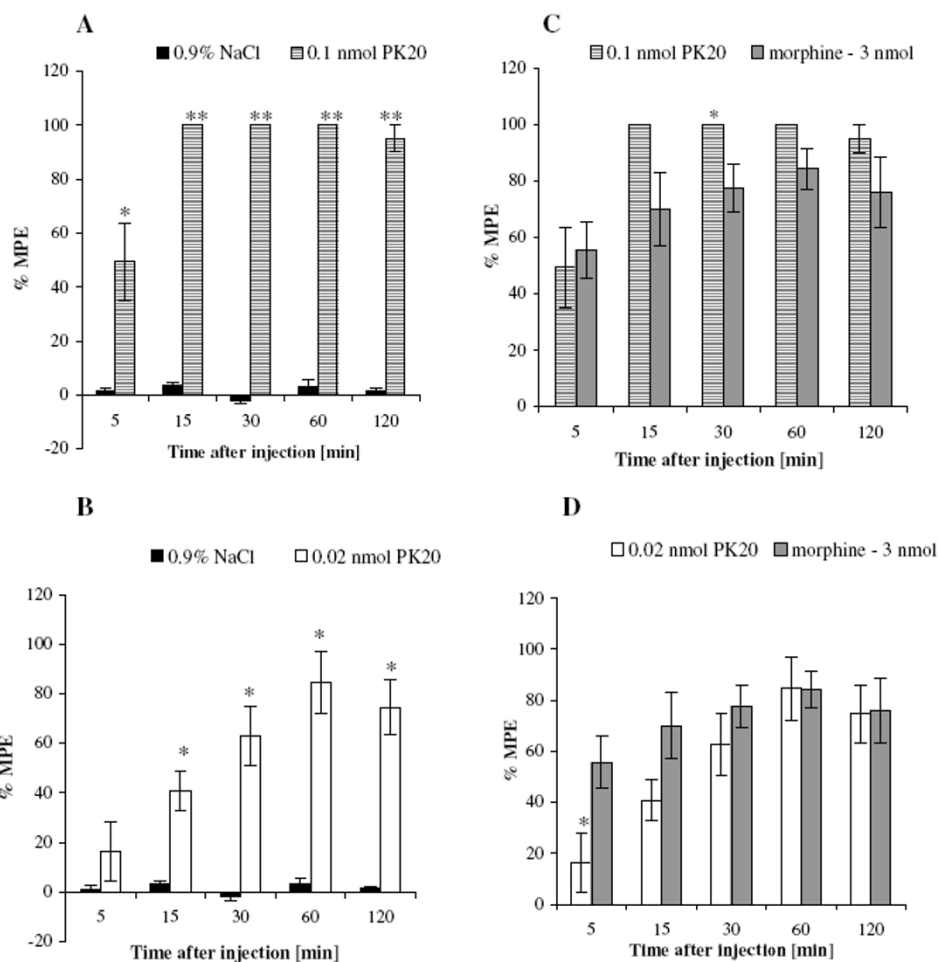 A
0.9% NaCl 0.1 nmol PK20
120
100
80
60
40
20
0
-20
% MPE
*
**
**
**
**
5 15 30 60 120
Time after injection [min]
C
0.1 nmol PK20 morphine - 3 nmol
120
100
80
60
40
20
0
% MPE
*
5 15 30 60 120
Time after injection [min]
B
0.9% NaCl 0.02 nmol PK20
120
100
80
60
40
20
0
-20
% MPE
*
*
*
*
5 15 30 60 120
Time after injection [min]
D
0.02 nmol PK20 morphine - 3 nmol
120
100
80
60
40
20
0
% MPE
*
5 15 30 60 120
Time after injection [min]